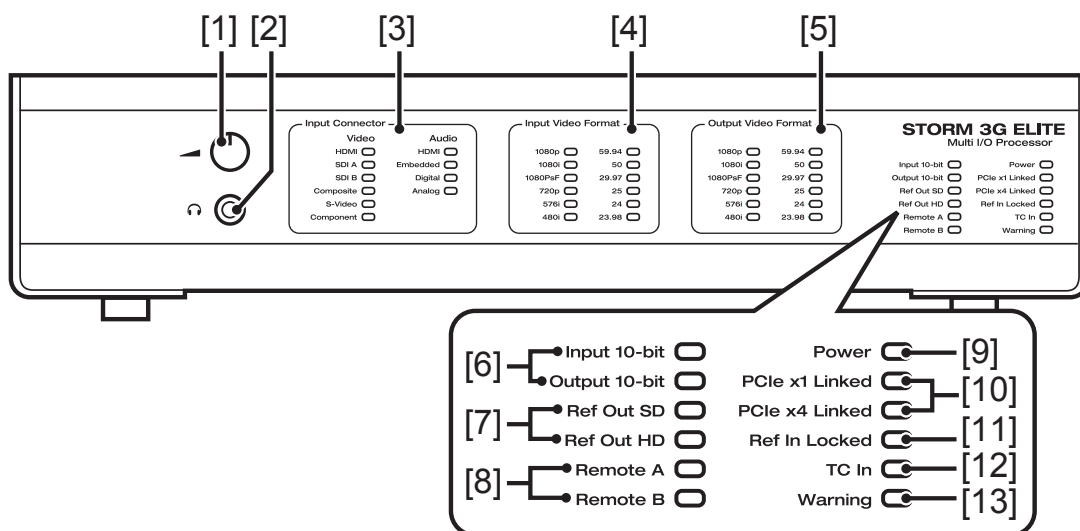 [1] [2] [3] [4] [5]
Input Connector
Video Audio
HDMI HDMI
SDI A Embedded
SDI B Digital
Composite Analog
S-Video
Component
Input Video Format
1080p 59.94
1080i 50
1080PsF 29.97
720p 25
576i 24
480i 23.98
Output Video Format
1080p 59.94
1080i 50
1080PsF 29.97
720p 25
576i 24
480i 23.98
STORM 3G ELITE
Multi I/O Processor
Input 10-bit Power
Output 10-bit PCIe x1 Linked
Ref Out SD PCIe x4 Linked
Ref Out HD Ref In Locked
Remote A TC In
Remote B Warning
[6] Input 10-bit
Output 10-bit
[7] Ref Out SD
Ref Out HD
[8] Remote A
Remote B
Power [9]
PCIe x1 Linked [10]
PCIe x4 Linked
Ref In Locked [11]
TC In [12]
Warning [13]